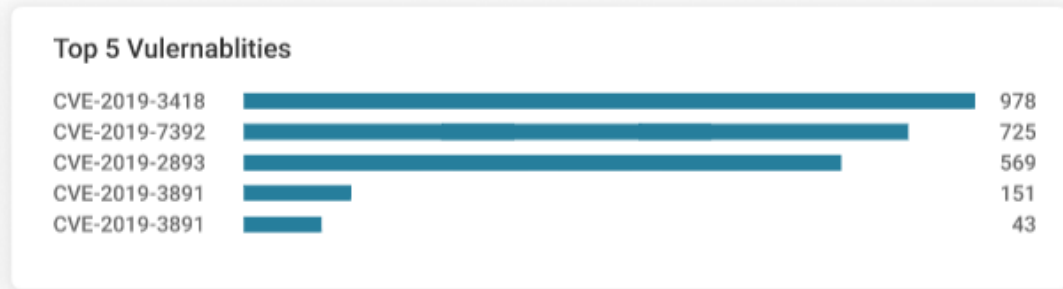 Top 5 Vulernablities
CVE-2019-3418 978
CVE-2019-7392 725
CVE-2019-2893 569
CVE-2019-3891 151
CVE-2019-3891 43